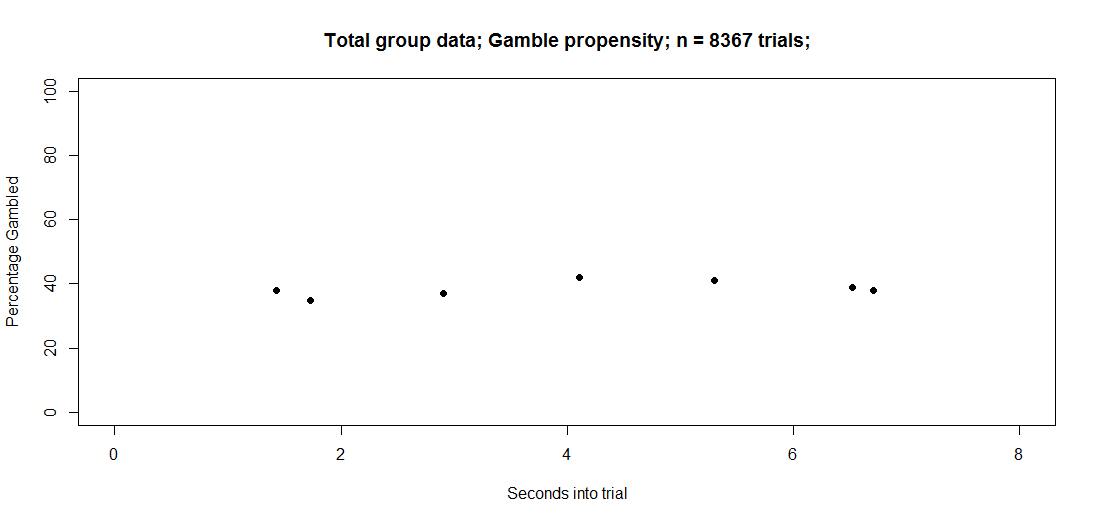 Total group data; Gamble propensity; n = 8367 trials;
Percentage Gambled
100
80
60
40
20
0
0 2 4 6 8
Seconds into trial